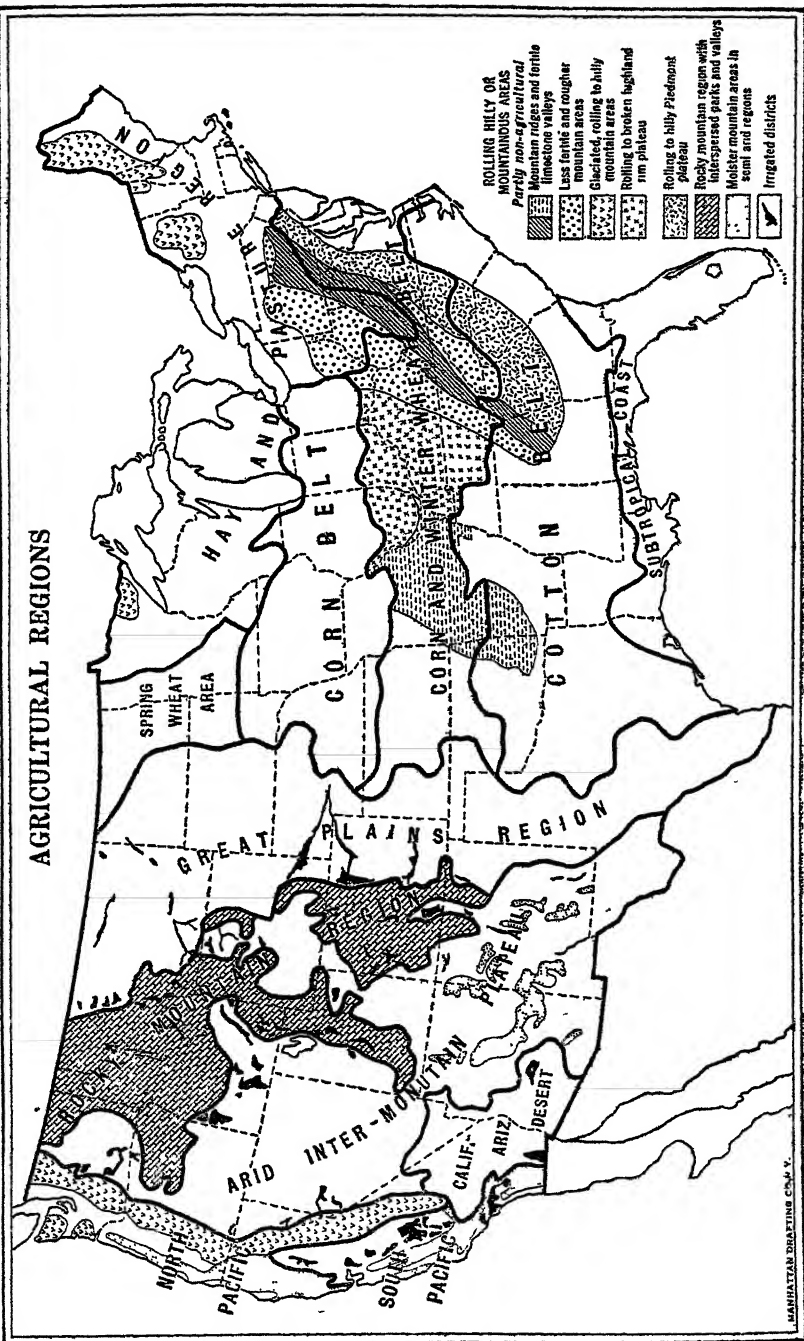 AGRICULTURAL REGIONS
ROLLING HILLY OR
MOUNTAINOUS AREAS
Partly non-agricultural
Mountain ridges and fertile
limestone valleys
Less fertile and rougher
mountain areas
Glaciated, rolling to hilly
mountain areas
Rolling to broken highland
rim plateau
Rolling to hilly Piedmont
plateau
Rocky mountain region with
interspersed parks and valleys
Moister mountain areas in
semi arid regions
Irrigated districts
HAY AND PASTURE REGION
SPRING
WHEAT
AREA
CORN BELT
CORN AND WINTER WHEAT BELT
COTTON BELT
SUBTROPICAL COAST
GREAT PLAINS REGION
ROCKY MOUNTAIN REGION
ARID INTER-MONUTAIN PLATEAU
CALIF.-
ARIZ.
DESERT
NORTH
PACIFIC
SOUTH
PACIFIC
MANHATTAN DRAFTING CO. N.Y.